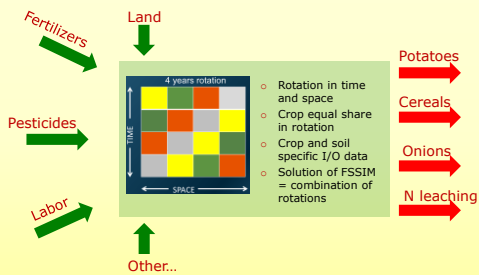 Fertilizers
Land
Pesticides
Labor
Other…
4 years rotation
TIME
SPACE
○ Rotation in time
and space
○ Crop equal share
in rotation
○ Crop and soil
specific I/O data
○ Solution of FSSIM
= combination of
rotations
Potatoes
Cereals
Onions
N leaching